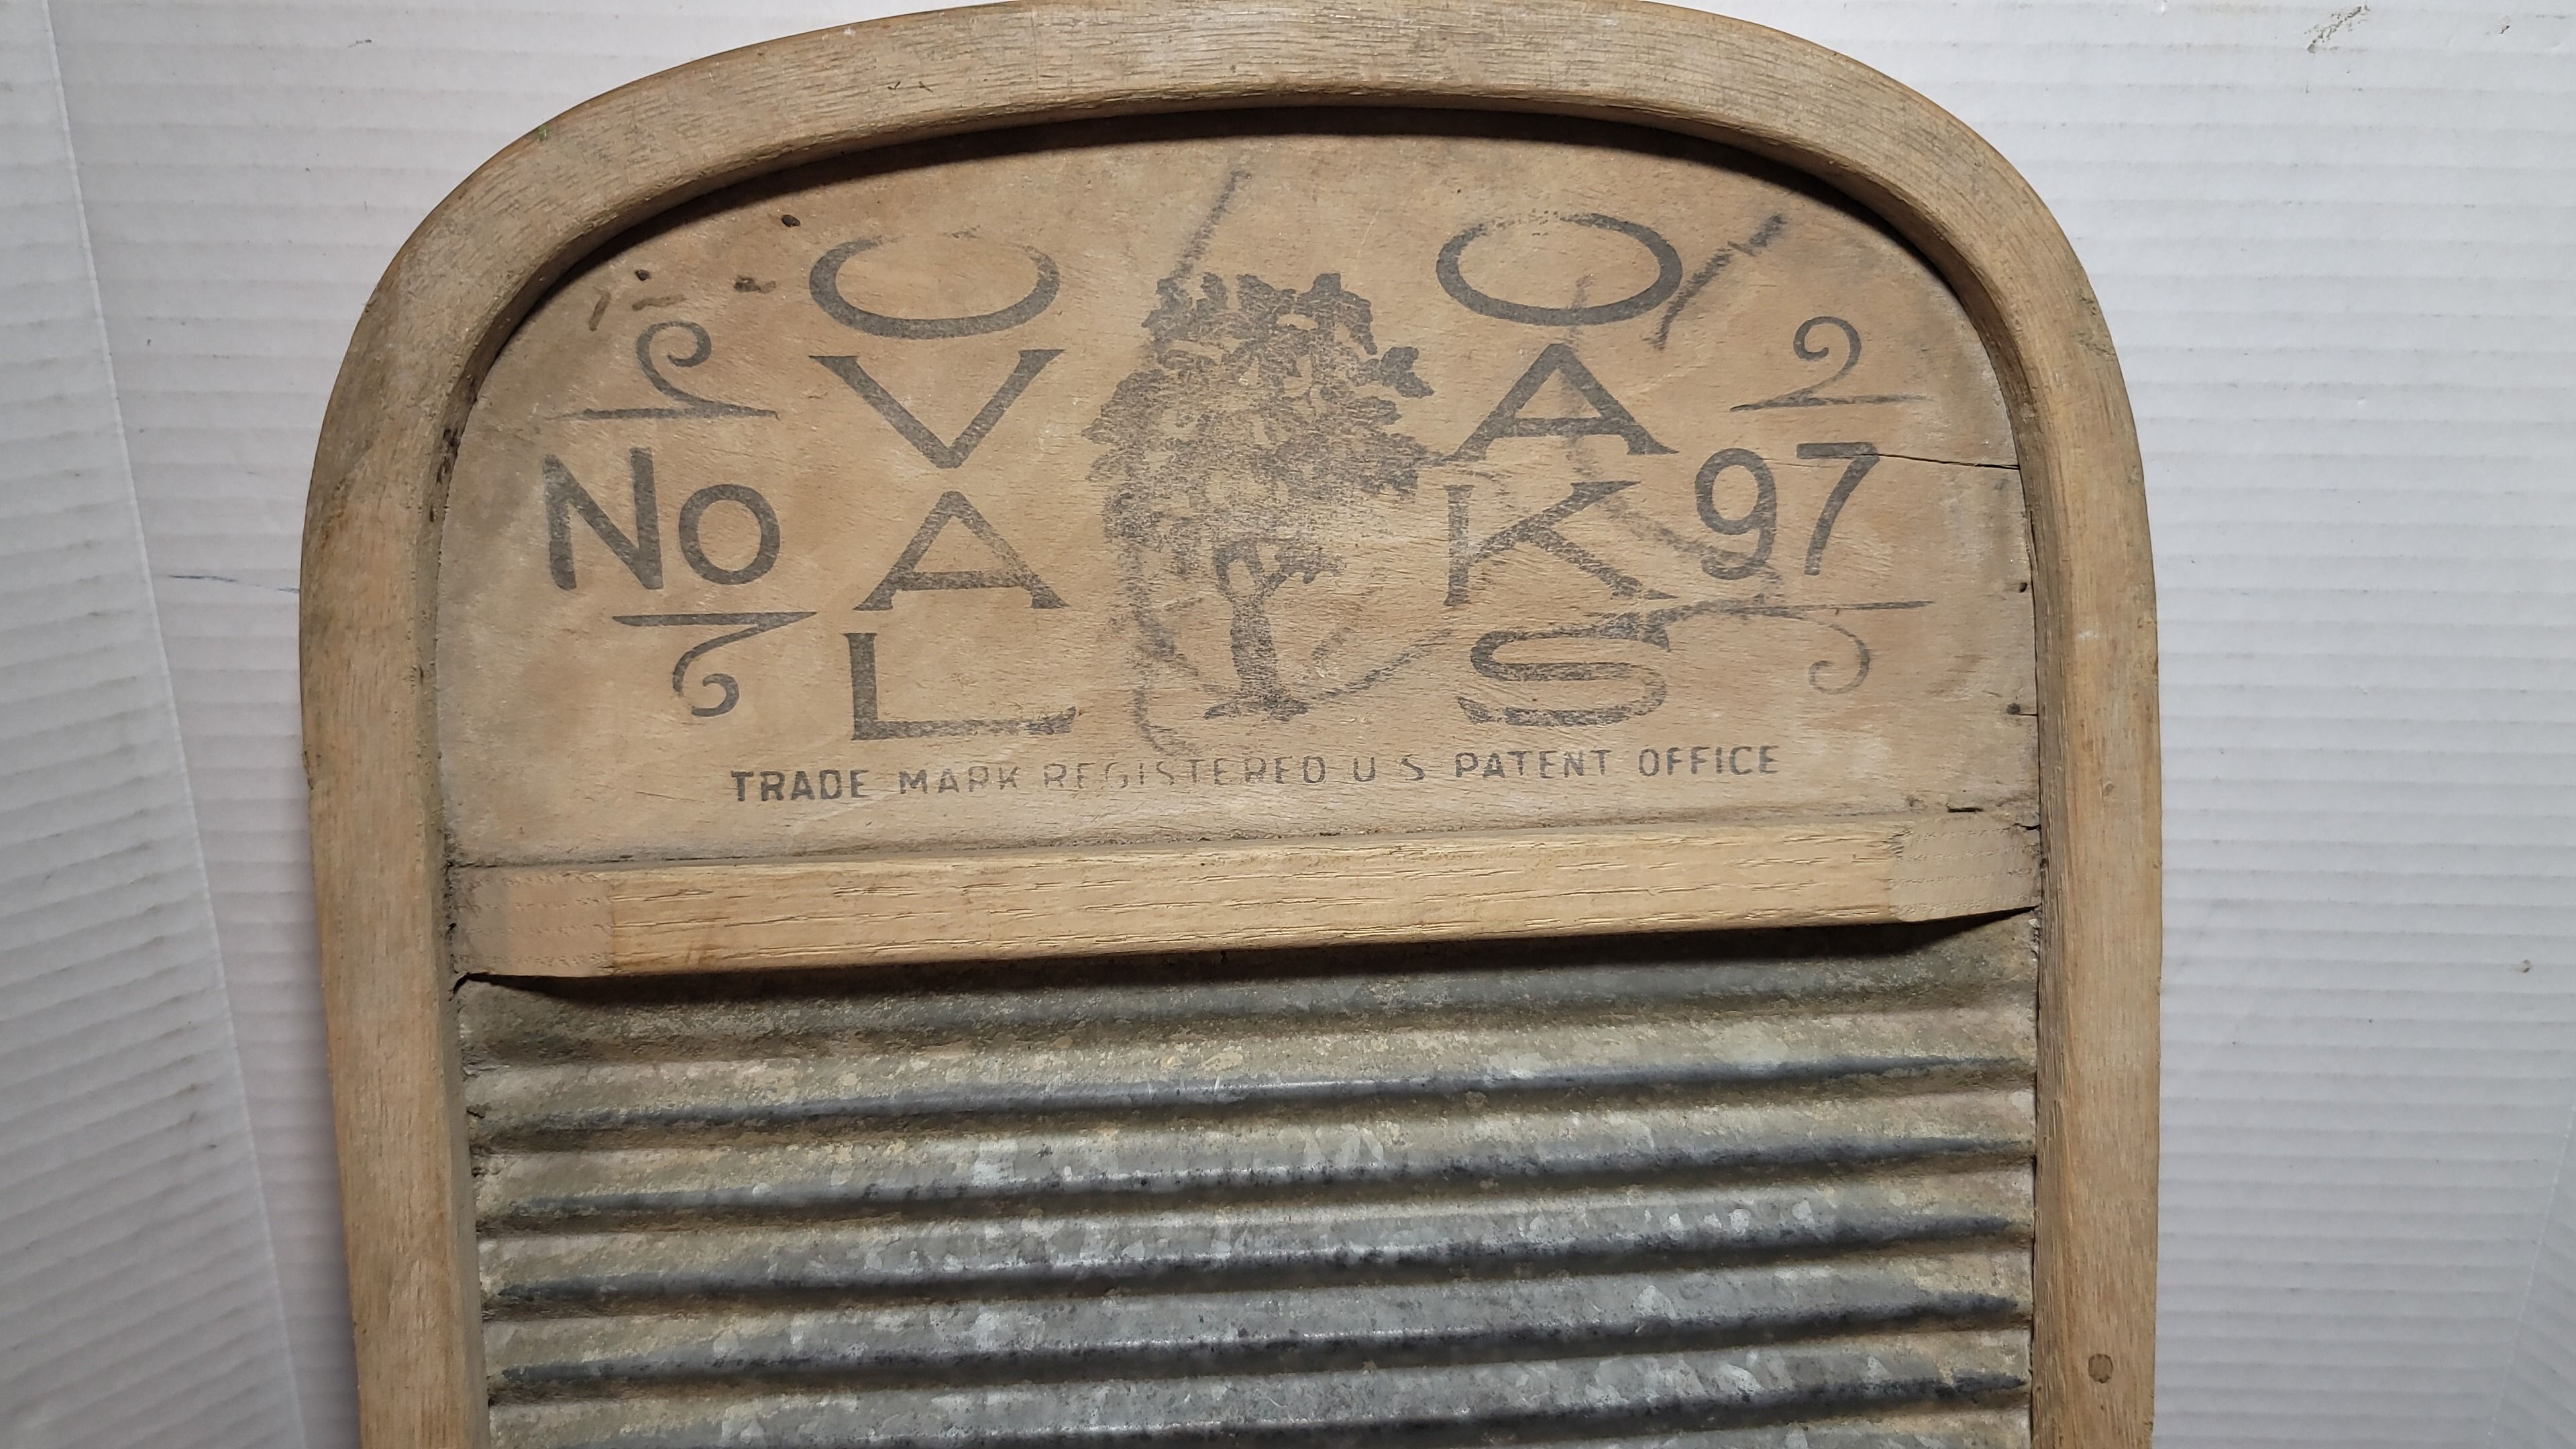 No OVAL OAKS 97
TRADE MARK REGISTERED U S PATENT OFFICE